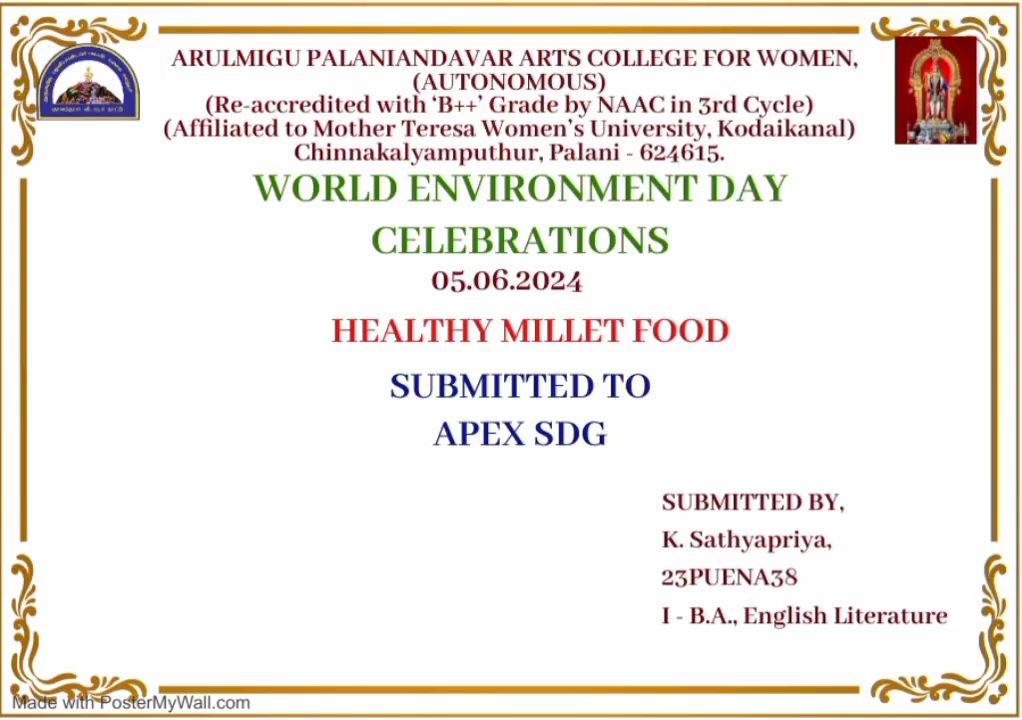 ARULMIGU PALANIANDAVAR ARTS COLLEGE FOR WOMEN,
(AUTONOMOUS)
(Re-accredited with ‘B++’ Grade by NAAC in 3rd Cycle)
(Affiliated to Mother Teresa Women’s University, Kodaikanal)
Chinnakalyamputhur, Palani - 624615.
WORLD ENVIRONMENT DAY
CELEBRATIONS
05.06.2024
HEALTHY MILLET FOOD
SUBMITTED TO
APEX SDG
SUBMITTED BY,
K. Sathyapriya,
23PUENA38
I - B.A., English Literature
Made with PosterMyWall.com